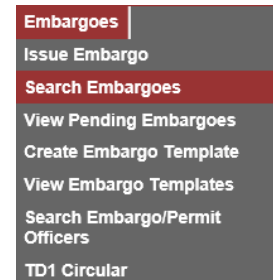 Embargoes
Issue Embargo
Search Embargoes
View Pending Embargoes
Create Embargo Template
View Embargo Templates
Search Embargo/Permit
Officers
TD1 Circular